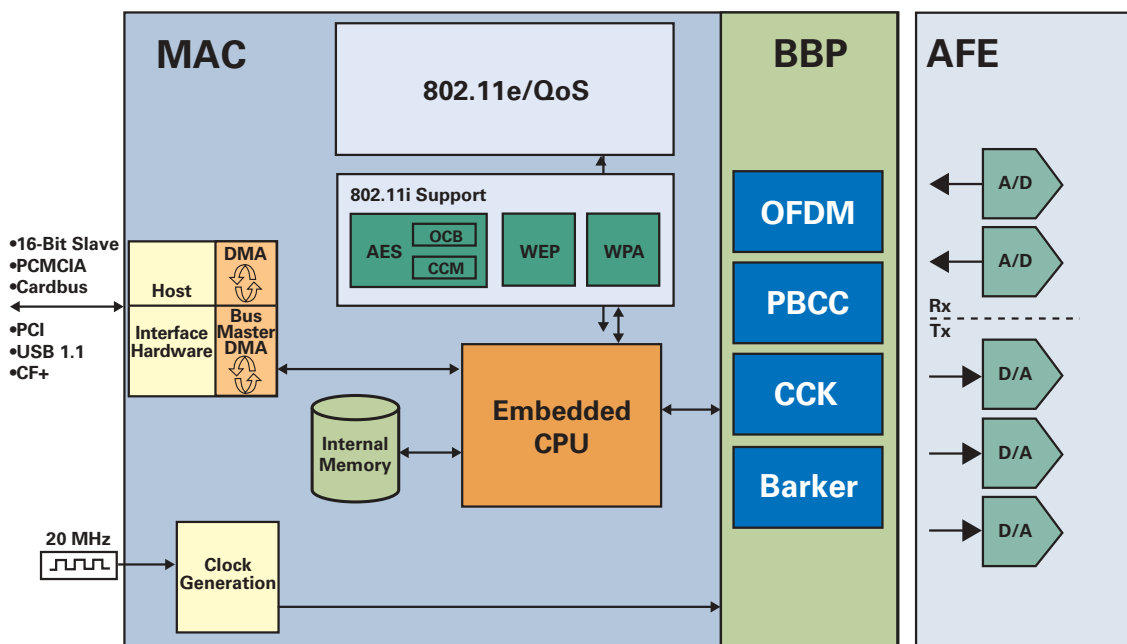 MAC
BBP
AFE
802.11e/QoS
802.11i Support
AES
OCB
CCM
WEP
WPA
•16-Bit Slave
•PCMCIA
•Cardbus
•PCI
•USB 1.1
•CF+
Host
Interface
Hardware
DMA
Bus
Master
DMA
Embedded
CPU
Internal
Memory
20 MHz
Clock
Generation
OFDM
PBCC
CCK
Barker
A/D
A/D
Rx
Tx
D/A
D/A
D/A